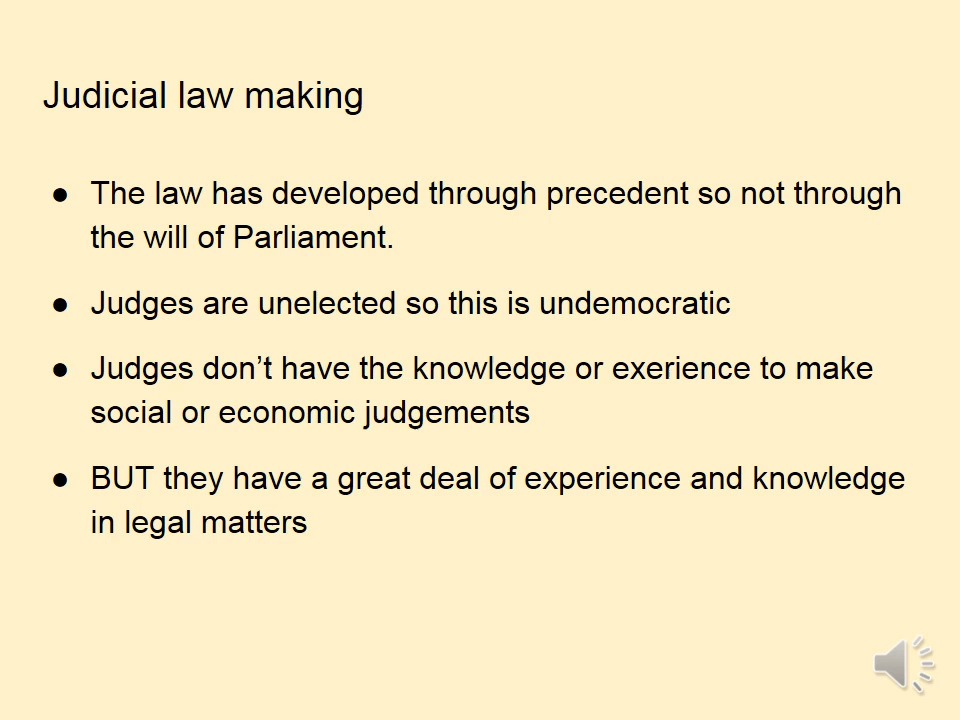 Judicial law making
● The law has developed through precedent so not through
the will of Parliament.
● Judges are unelected so this is undemocratic
● Judges don’t have the knowledge or exerience to make
social or economic judgements
● BUT they have a great deal of experience and knowledge
in legal matters